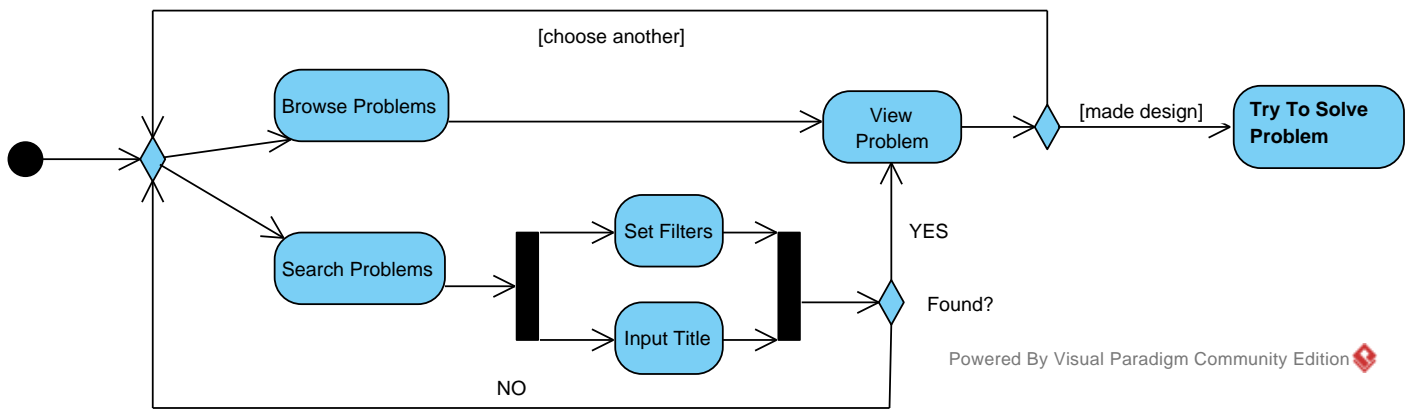 [choose another]
Browse Problems
View
Problem
[made design]
Try To Solve
Problem
Set Filters
YES
Search Problems
Found?
Input Title
Powered By Visual Paradigm Community Edition
NO